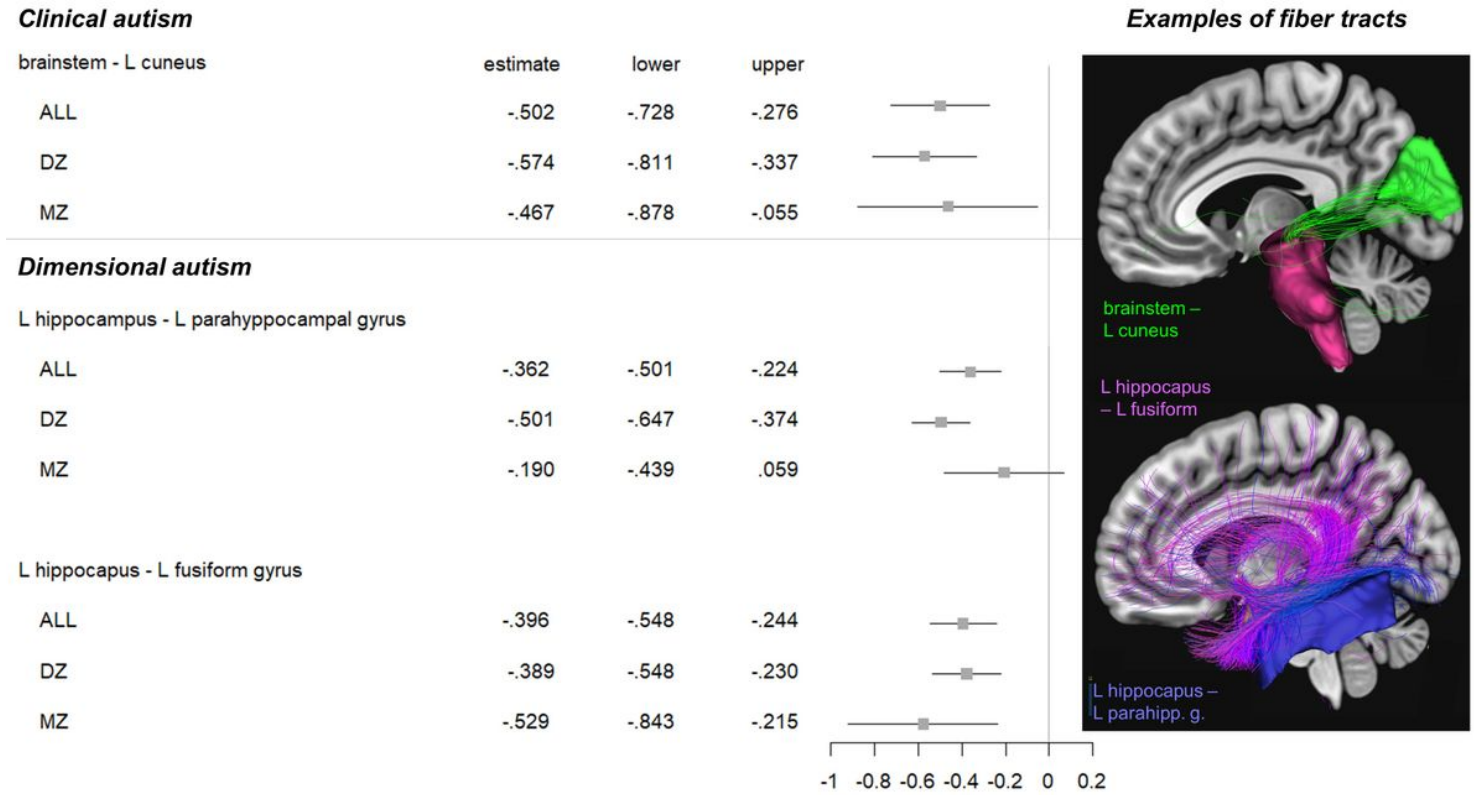 Clinical autism
Examples of fiber tracts
brainstem - L cuneus estimate lower upper
ALL -.502 -.728 -.276
DZ -.574 -.811 -.337
MZ -.467 -.878 -.055
Dimensional autism
L hippocampus - L parahyppocampal gyrus
ALL -.362 -.501 -.224
DZ -.501 -.647 -.374
MZ -.190 -.439 .059
L hippocapus - L fusiform gyrus
ALL -.396 -.548 -.244
DZ -.389 -.548 -.230
MZ -.529 -.843 -.215
-1 -0.8 -0.6 -0.4 -0.2 0 0.2
brainstem –
L cuneus
L hippocapus
– L fusiform
L hippocapus –
L parahipp. g.